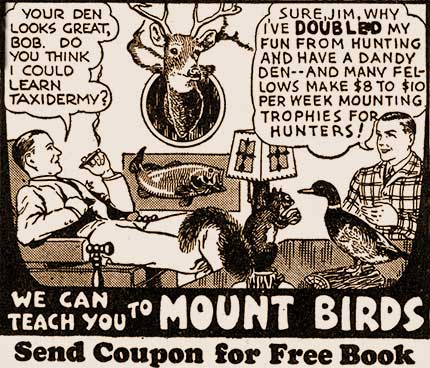 YOUR DEN
LOOKS GREAT,
BOB. DO
YOU THINK
I COULD
LEARN
TAXIDERMY?
SURE, JIM, WHY
I'VE DOUBLED MY
FUN FROM HUNTING
AND HAVE A DANDY
DEN--AND MANY FEL-
LOWS MAKE $8 TO $10
PER WEEK MOUNTING
TROPHIES FOR
HUNTERS!
WE CAN
TEACH YOU TO MOUNT BIRDS
Send Coupon for Free Book